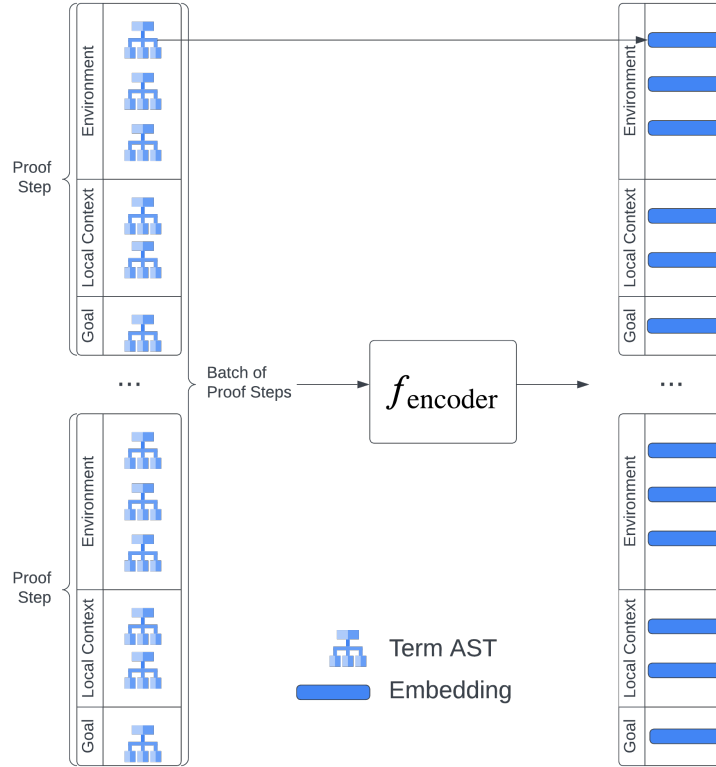 Environment
Local Context
Goal
Proof
Step
...
Environment
Local Context
Goal
Proof
Step
Batch of
Proof Steps
f encoder
Environment
Local Context
Goal
...
Environment
Local Context
Goal
Term AST
Embedding